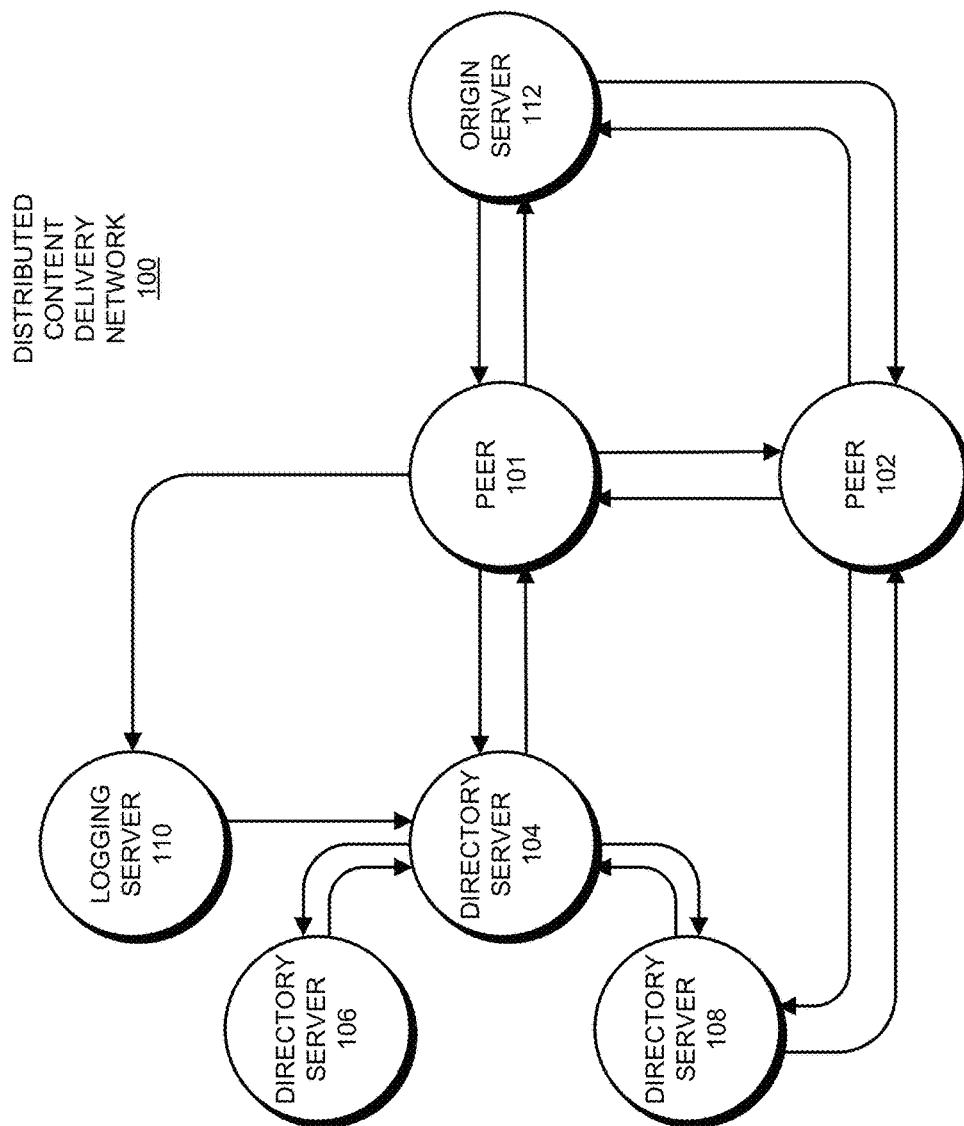 DISTRIBUTED
CONTENT
DELIVERY
NETWORK
100
LOGGING
SERVER
110
DIRECTORY
SERVER
106
DIRECTORY
SERVER
104
PEER
101
ORIGIN
SERVER
112
DIRECTORY
SERVER
108
PEER
102